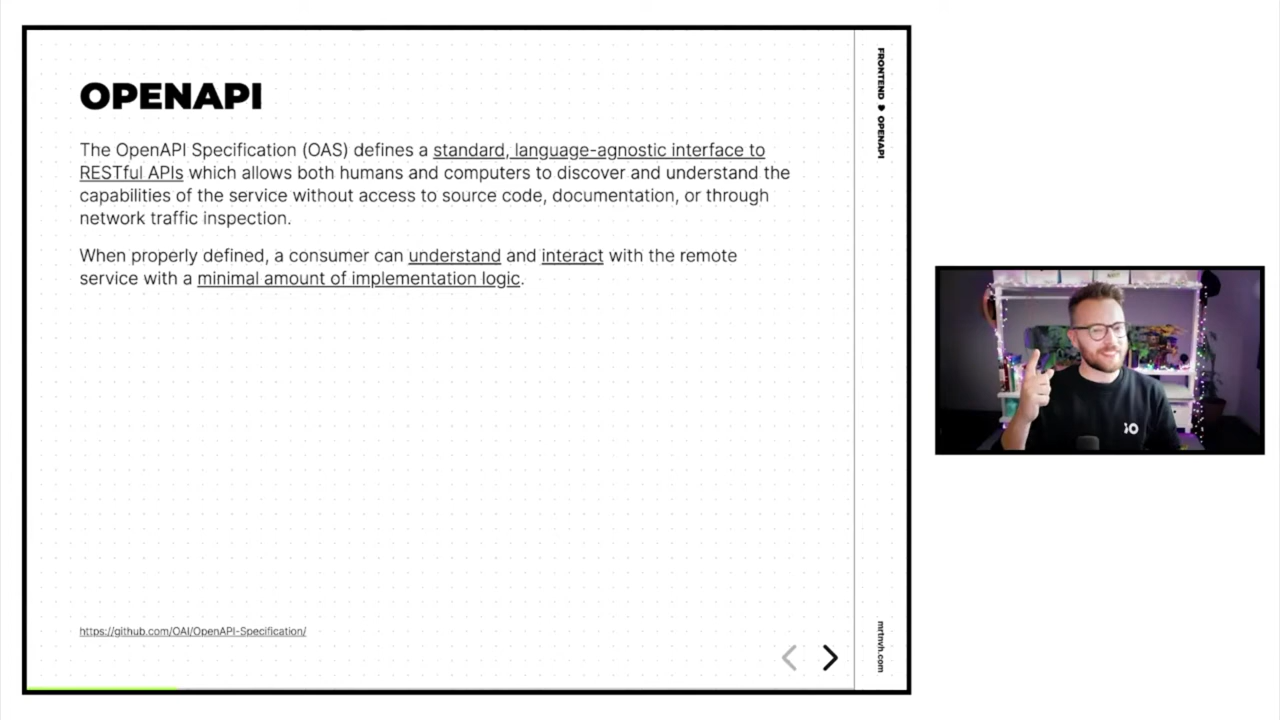 OPENAPI
The OpenAPI Specification (OAS) defines a standard, language-agnostic interface to
RESTful APIs which allows both humans and computers to discover and understand the
capabilities of the service without access to source code, documentation, or through
network traffic inspection.
When properly defined, a consumer can understand and interact with the remote
service with a minimal amount of implementation logic.
https://github.com/OAI/OpenAPI-Specification/
FRONTEND ❥ OPENAPI
mrtnvh.com